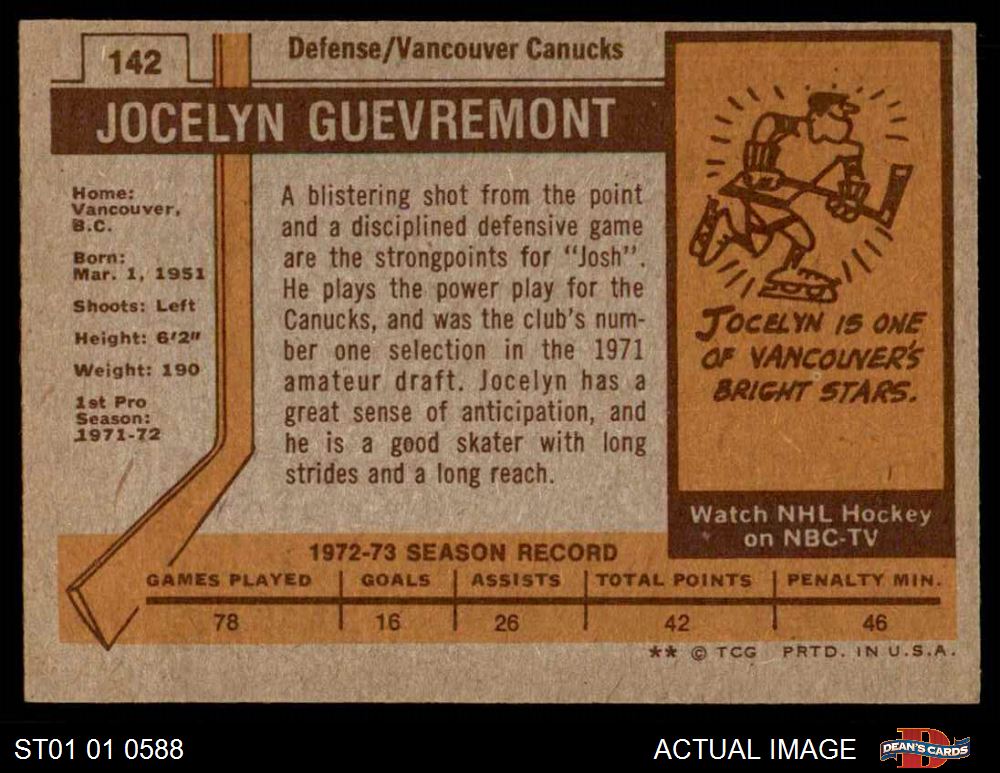 142
Defense/Vancouver Canucks
JOCELYN GUEVREMONT
Home:
Vancouver,
B.C.
Born:
Mar. 1, 1951
Shoots: Left
Height: 6'2"
Weight: 190
1st Pro
Season:
1971-72
A blistering shot from the point
and a disciplined defensive game
are the strongpoints for "Josh".
He plays the power play for the
Canucks, and was the club's num-
ber one selection in the 1971
amateur draft. Jocelyn has a
great sense of anticipation, and
he is a good skater with long
strides and a long reach.
JOCELYN IS ONE
OF VANCOUVER'S
BRIGHT STARS.
Watch NHL Hockey
on NBC-TV
1972-73 SEASON RECORD
GAMES PLAYED GOALS ASSISTS TOTAL POINTS PENALTY MIN.
78 16 26 42 46
** © TCG PRTD. IN U.S.A.
ST01 01 0588
ACTUAL IMAGE
DEAN'S CARDS